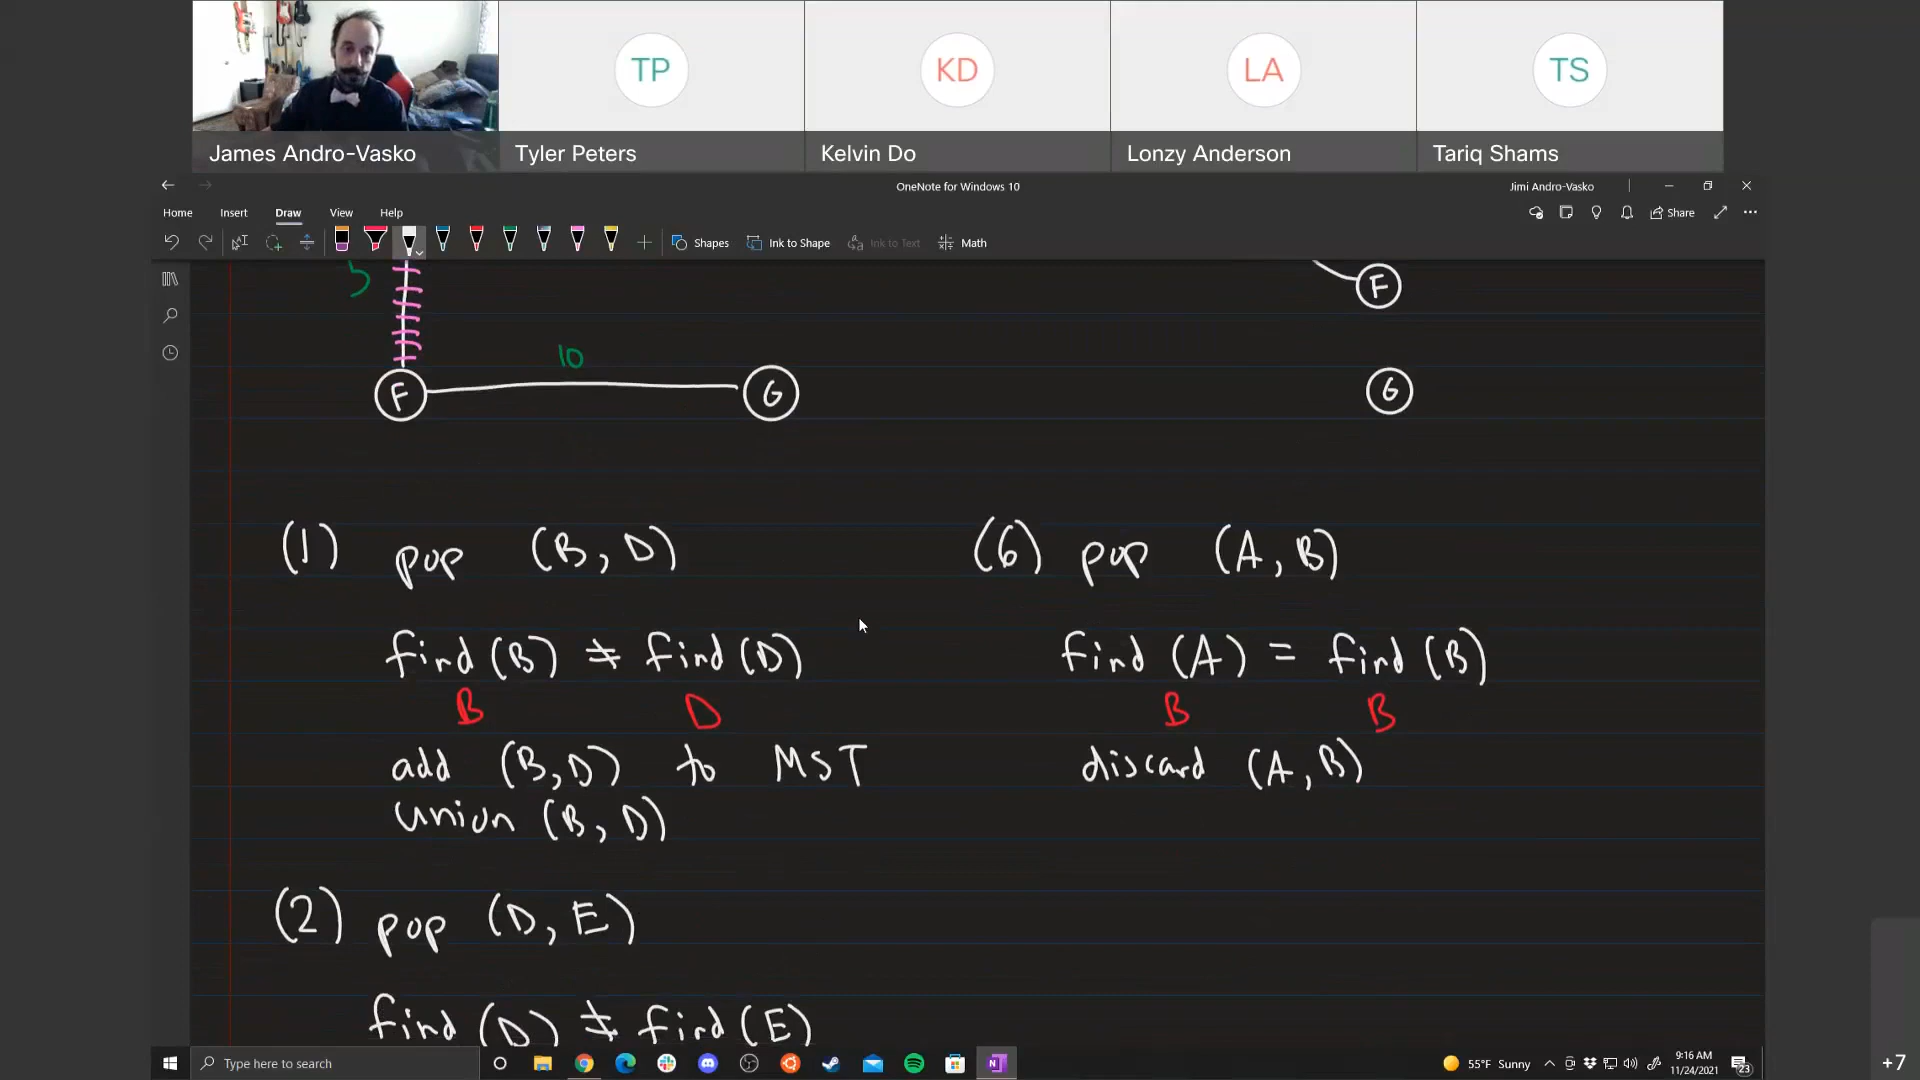 TP
KD
LA
TS
James Andro-Vasko
Tyler Peters
Kelvin Do
Lonzy Anderson
Tariq Shams
OneNote for Windows 10
Jimi Andro-Vasko
Home Insert Draw View Help
Share
Shapes Ink to Shape Ink to Text Math
5
F
10
F G
G
(1) pop (B, D)
find (B) ≠ find (D)
B D
add (B, D) to MST
union (B, D)
(2) pop (D, E)
find (D) ≠ find (E)
(6) pop (A, B)
find (A) = find (B)
B B
discard (A, B)
Type here to search
55°F Sunny
9:16 AM
11/24/2021
23
+7